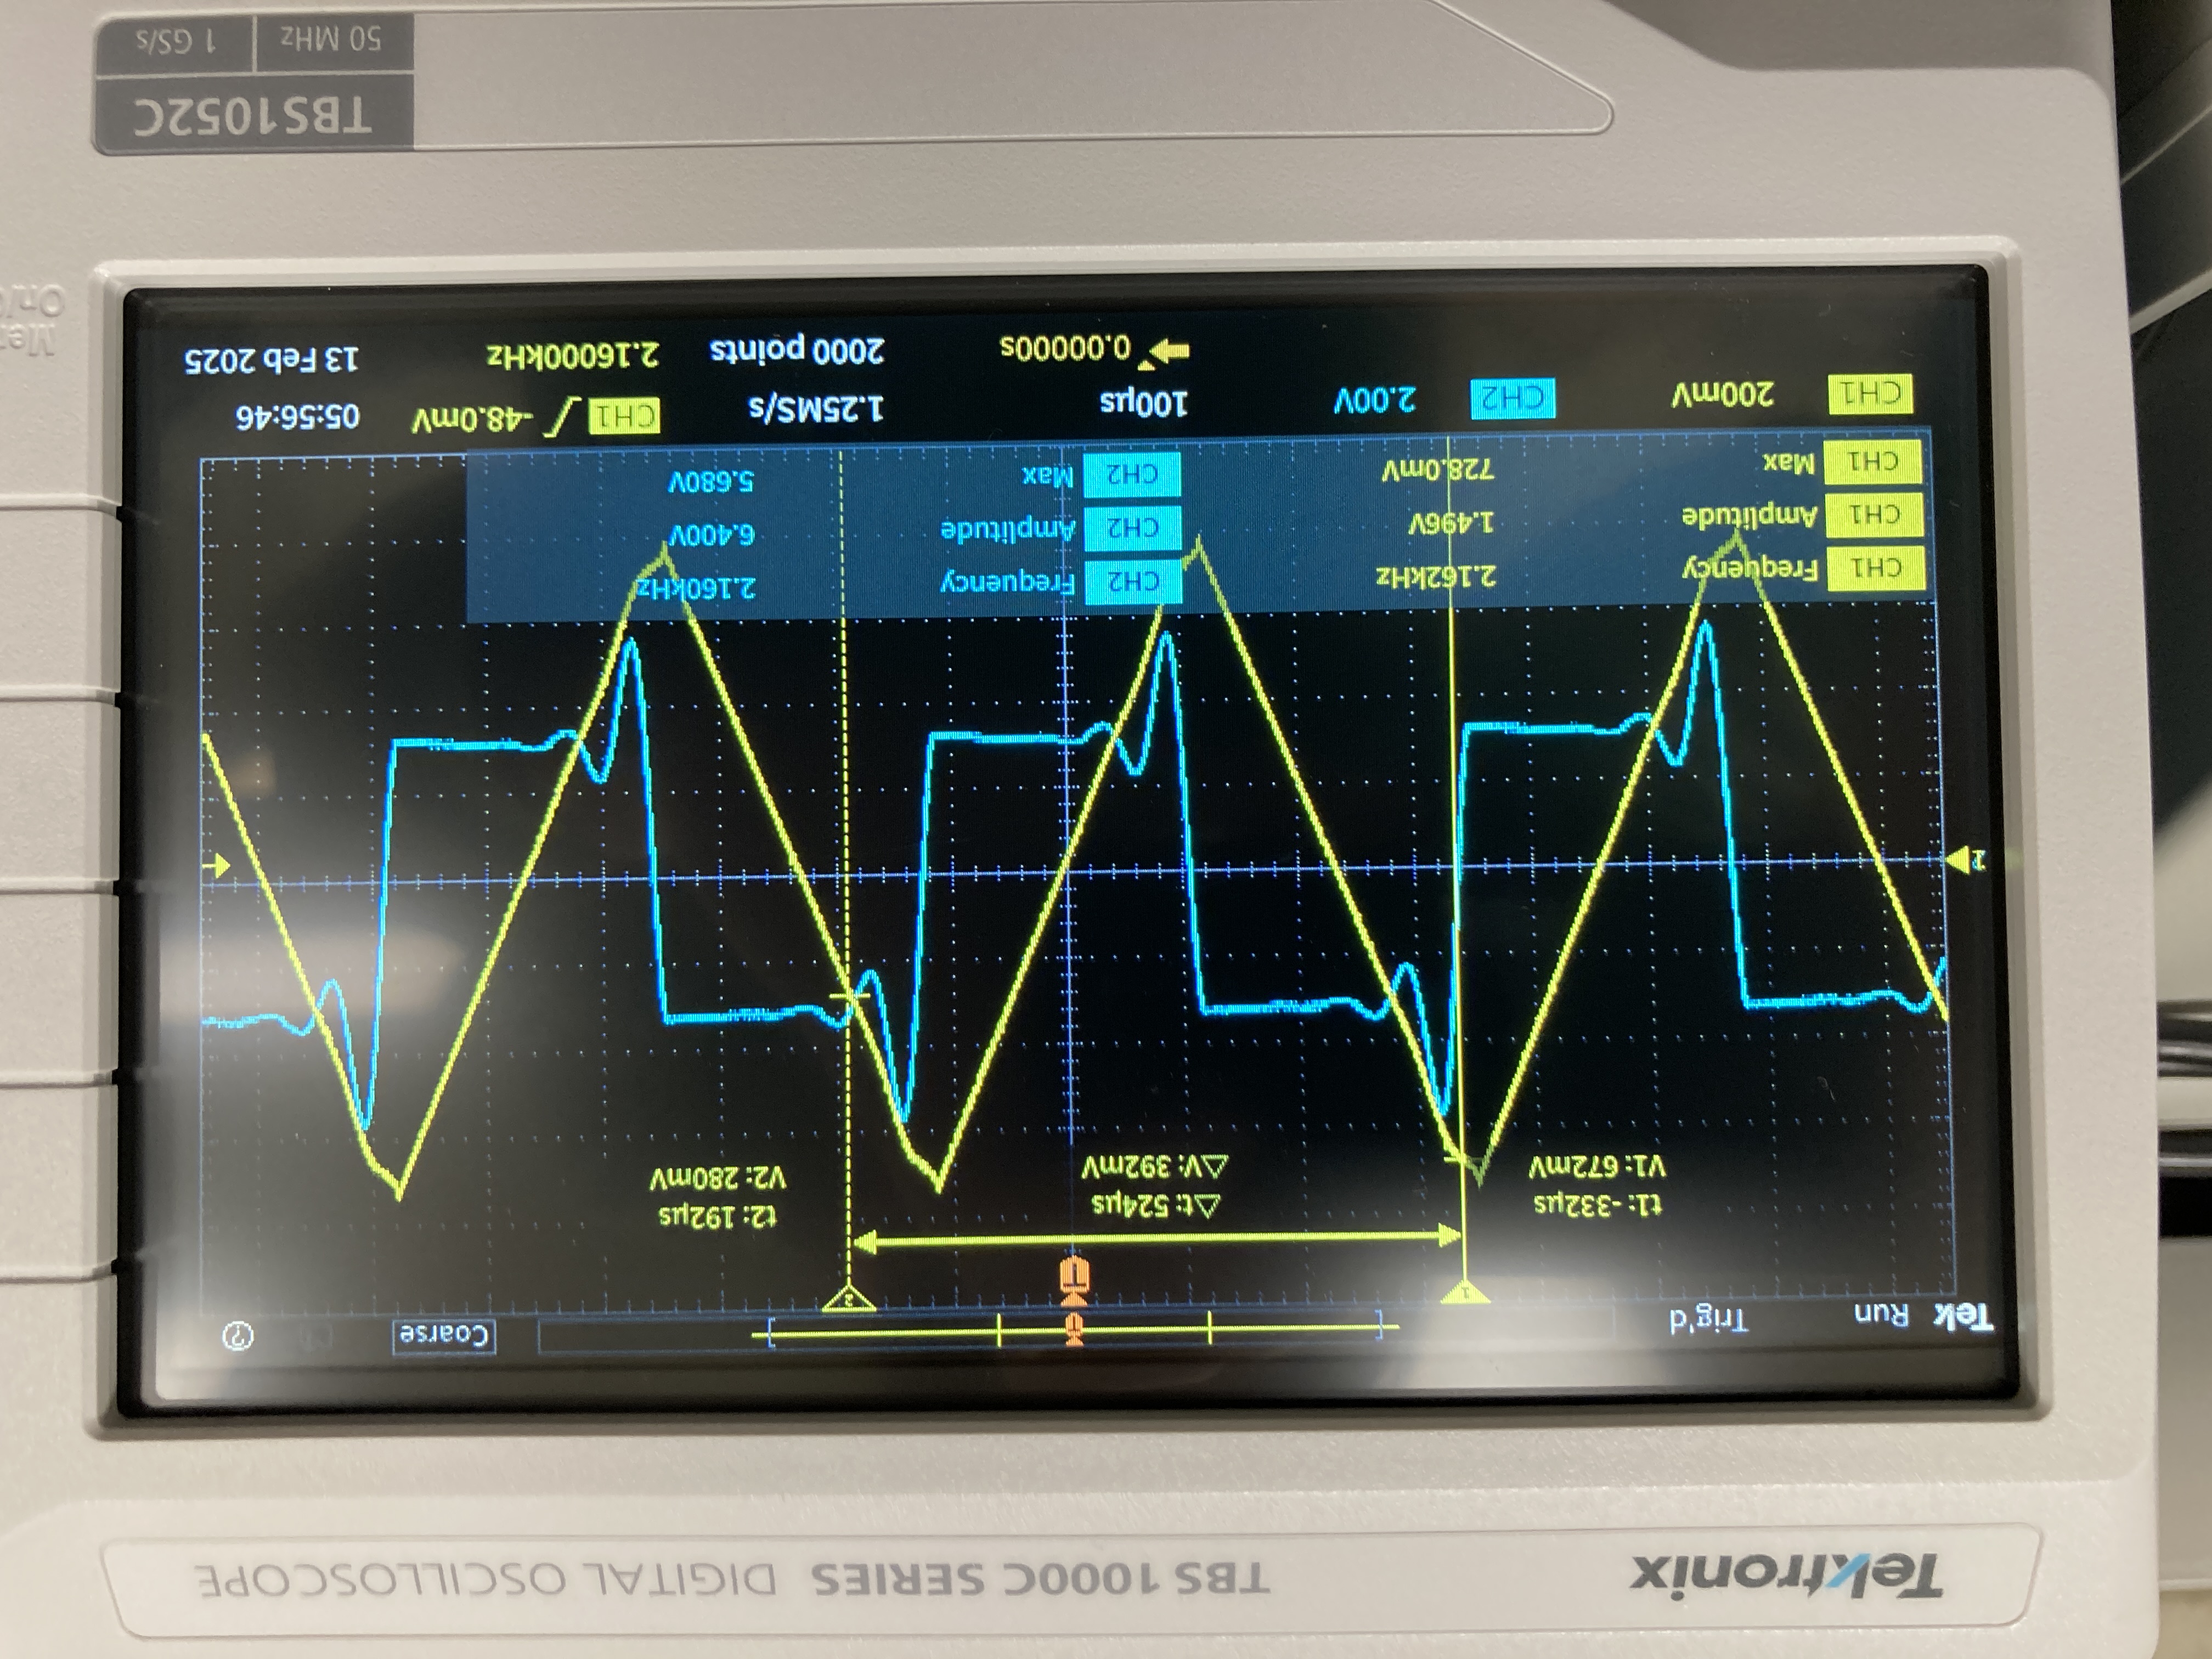 Tektronix
TBS 1000C SERIES DIGITAL OSCILLOSCOPE
Tek Run Trig'd
T
Coarse
?
1
T
2
t1: -332µs
V1: 672mV
△t: 524µs
△V: 392mV
t2: 192µs
V2: 280mV
CH1 Frequency 2.162kHz
CH2 Frequency 2.160kHz
CH1 Amplitude 1.496V
CH2 Amplitude 6.400V
CH1 Max 728.0mV
CH2 Max 5.680V
CH1 200mV
CH2 2.00V
100µs
1.25MS/s
CH1 -48.0mV
05:56:46
0.00000s
2000 points
2.16000kHz
13 Feb 2025
TBS1052C
50 MHz
1 GS/s